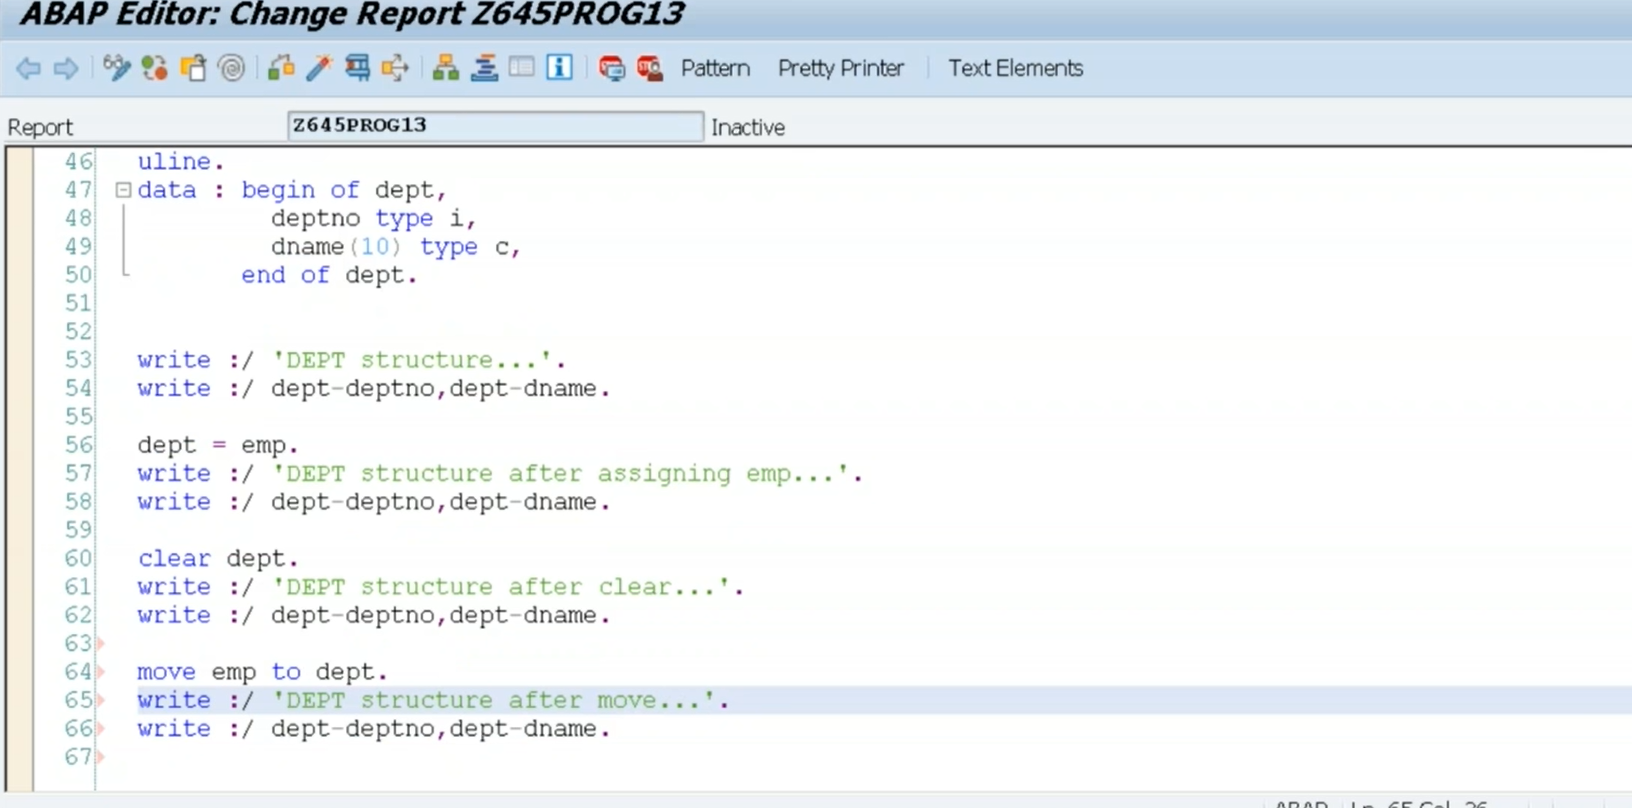 ABAP Editor: Change Report Z645PROG13
Pattern Pretty Printer Text Elements
Report Z645PROG13 Inactive
46 uline.
47 data : begin of dept,
48 deptno type i,
49 dname(10) type c,
50 end of dept.
51
52
53 write :/ 'DEPT structure...'.
54 write :/ dept-deptno,dept-dname.
55
56 dept = emp.
57 write :/ 'DEPT structure after assigning emp...'.
58 write :/ dept-deptno,dept-dname.
59
60 clear dept.
61 write :/ 'DEPT structure after clear...'.
62 write :/ dept-deptno,dept-dname.
63
64 move emp to dept.
65 write :/ 'DEPT structure after move...'.
66 write :/ dept-deptno,dept-dname.
67